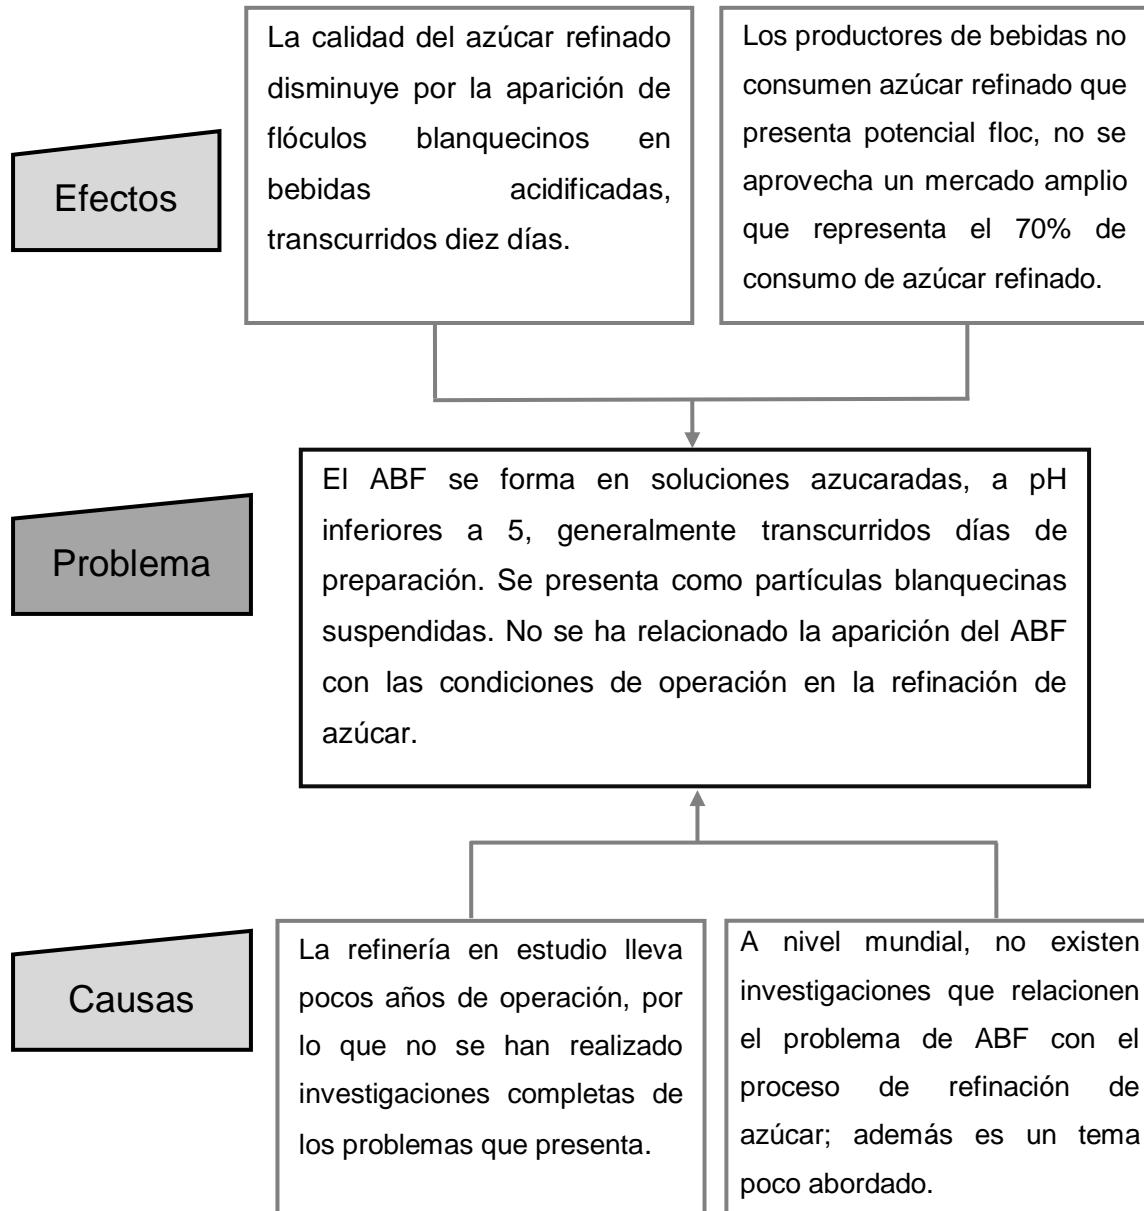 Efectos
La calidad del azúcar refinado
disminuye por la aparición de
flóculos blanquecinos en
bebidas acidificadas,
transcurridos diez días.
Los productores de bebidas no
consumen azúcar refinado que
presenta potencial floc, no se
aprovecha un mercado amplio
que representa el 70% de
consumo de azúcar refinado.
Problema
El ABF se forma en soluciones azucaradas, a pH
inferiores a 5, generalmente transcurridos días de
preparación. Se presenta como partículas blanquecinas
suspendidas. No se ha relacionado la aparición del ABF
con las condiciones de operación en la refinación de
azúcar.
Causas
La refinería en estudio lleva
pocos años de operación, por
lo que no se han realizado
investigaciones completas de
los problemas que presenta.
A nivel mundial, no existen
investigaciones que relacionen
el problema de ABF con el
proceso de refinación de
azúcar; además es un tema
poco abordado.